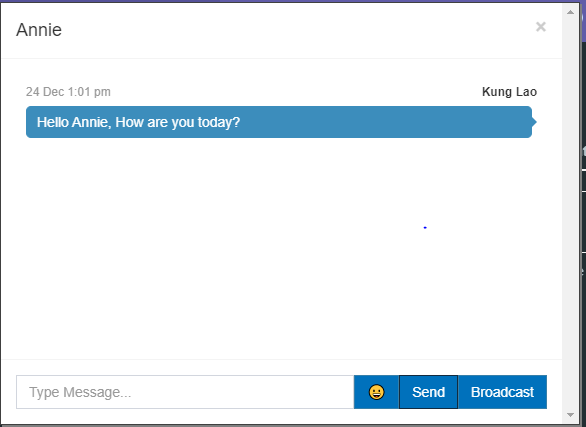 Annie
×
24 Dec 1:01 pm Kung Lao
Hello Annie, How are you today?
Type Message...
Send
Broadcast